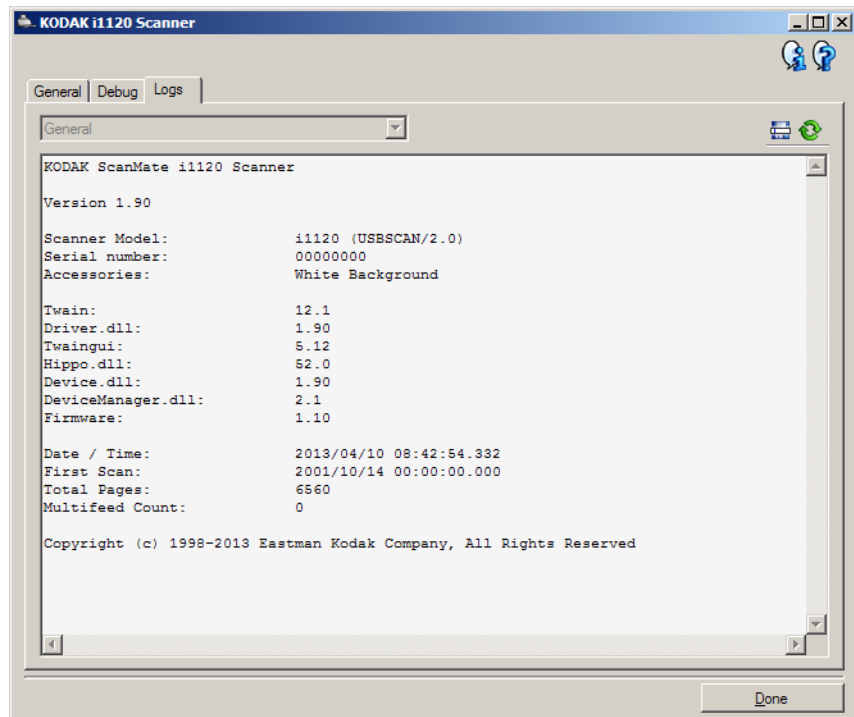 KODAK i1120 Scanner
General Debug Logs
General
KODAK ScanMate i1120 Scanner
Version 1.90
Scanner Model: i1120 (USBSCAN/2.0)
Serial number: 00000000
Accessories: White Background
Twain: 12.1
Driver.dll: 1.90
Twaingui: 5.12
Hippo.dll: 52.0
Device.dll: 1.90
DeviceManager.dll: 2.1
Firmware: 1.10
Date / Time: 2013/04/10 08:42:54.332
First Scan: 2001/10/14 00:00:00.000
Total Pages: 6560
Multifeed Count: 0
Copyright (c) 1998-2013 Eastman Kodak Company, All Rights Reserved
Done